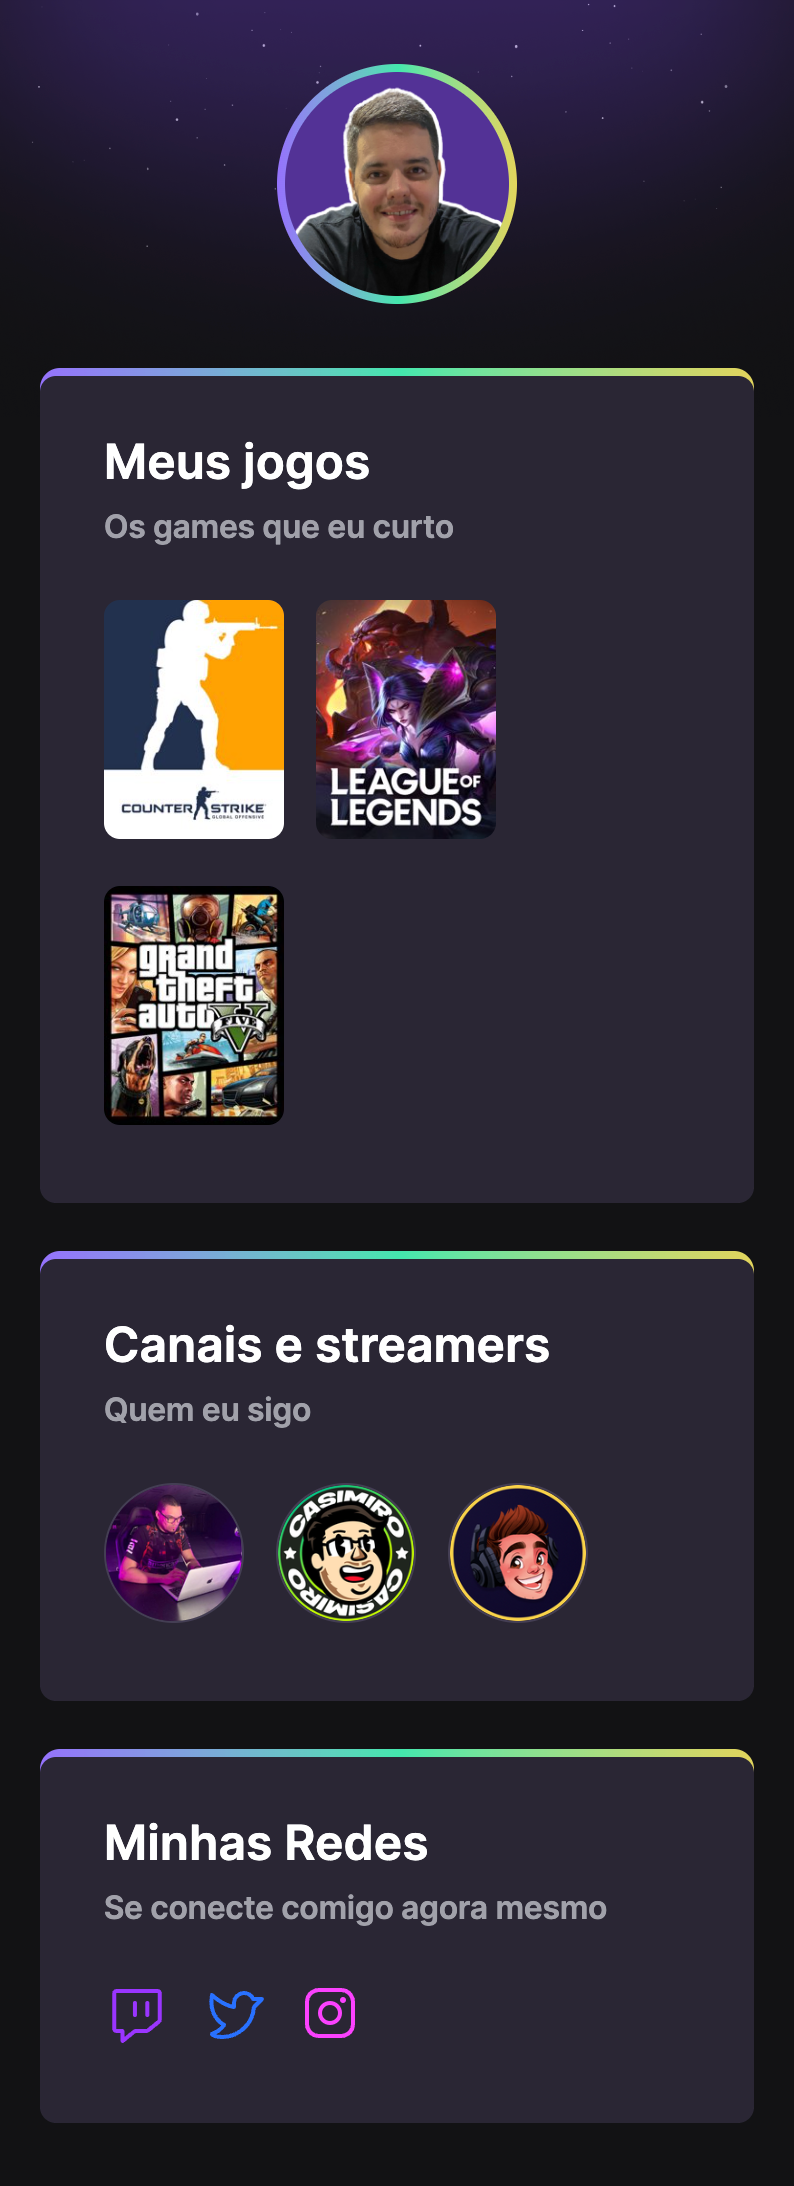 Meus jogos
Os games que eu curto
COUNTER STRIKE
GLOBAL OFFENSIVE
LEAGUE OF
LEGENDS
grand
theft
auto V
FIVE
Canais e streamers
Quem eu sigo
CASIMIRO
CASIMIRO
Minhas Redes
Se conecte comigo agora mesmo